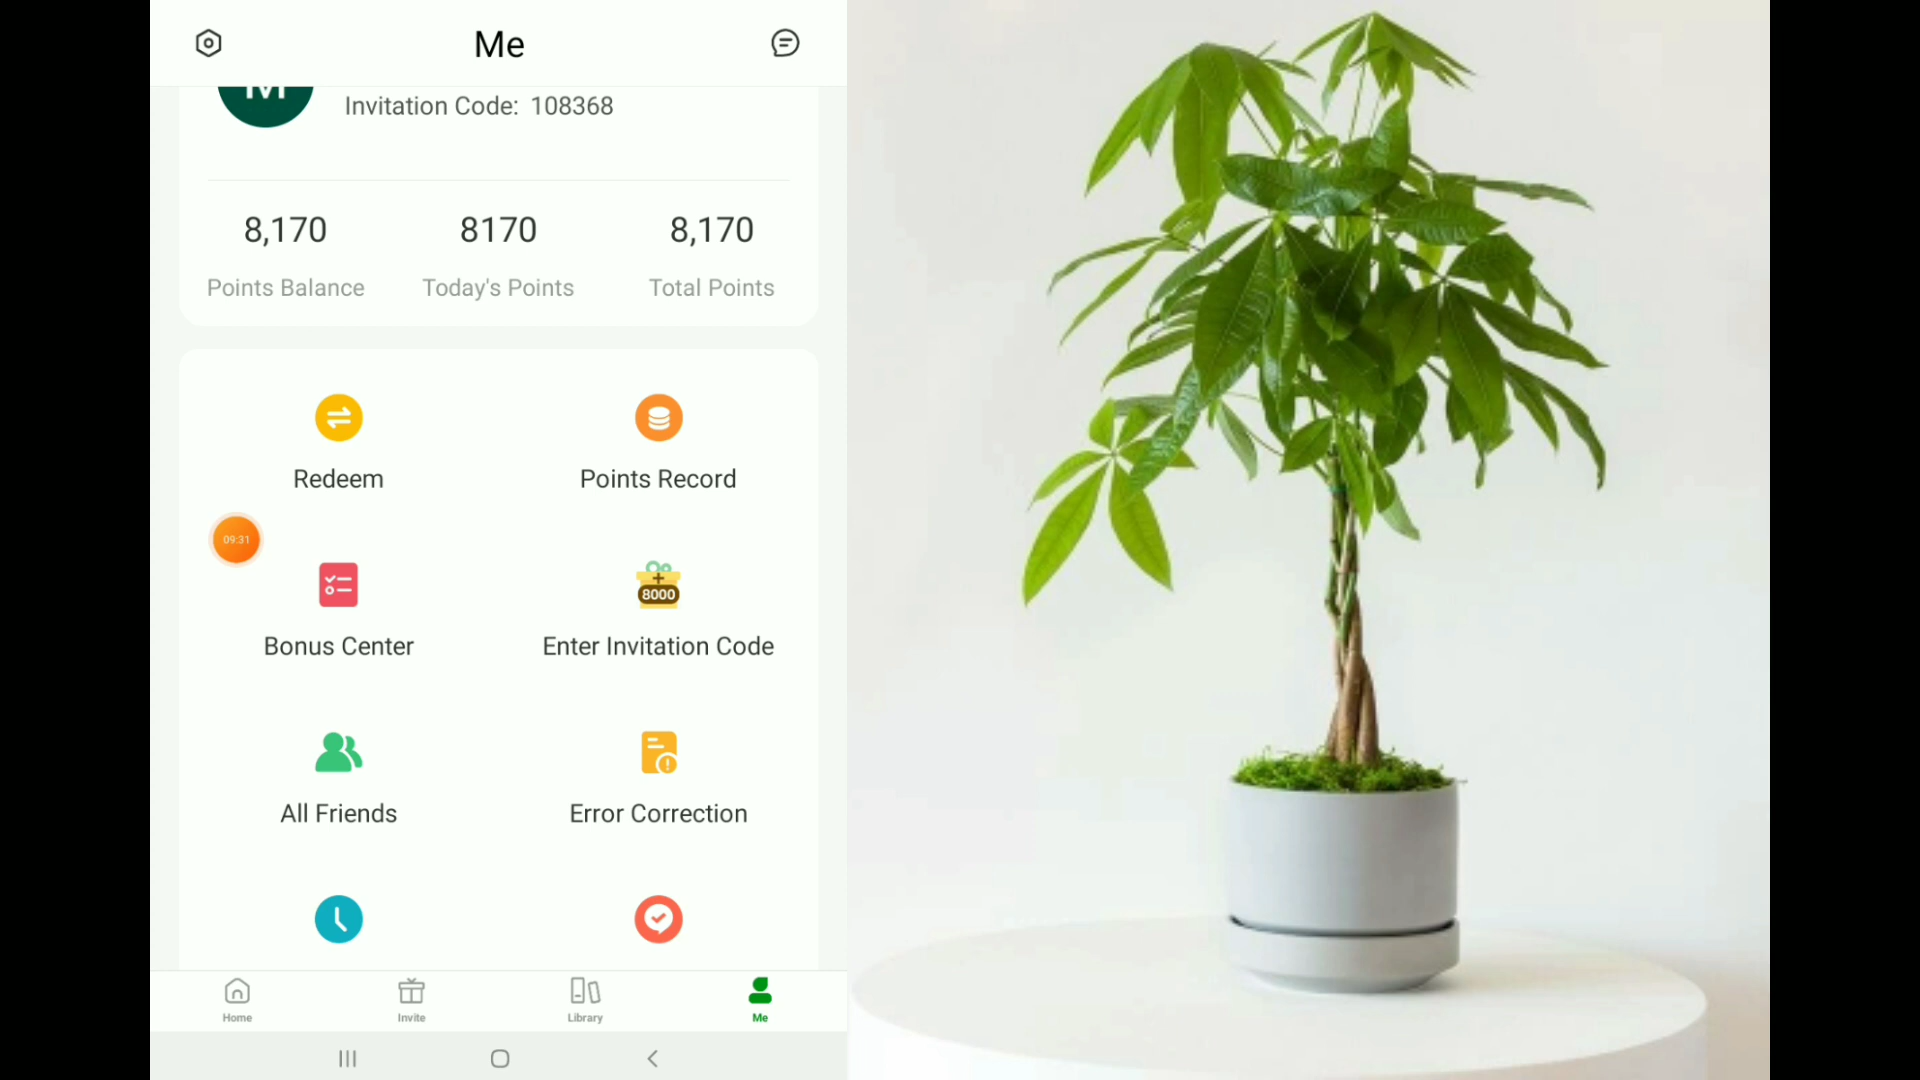 Me
Invitation Code: 108368
8,170 8170 8,170
Points Balance Today's Points Total Points
Redeem Points Record
09:31
8000
Bonus Center Enter Invitation Code
All Friends Error Correction
Home Invite Library Me